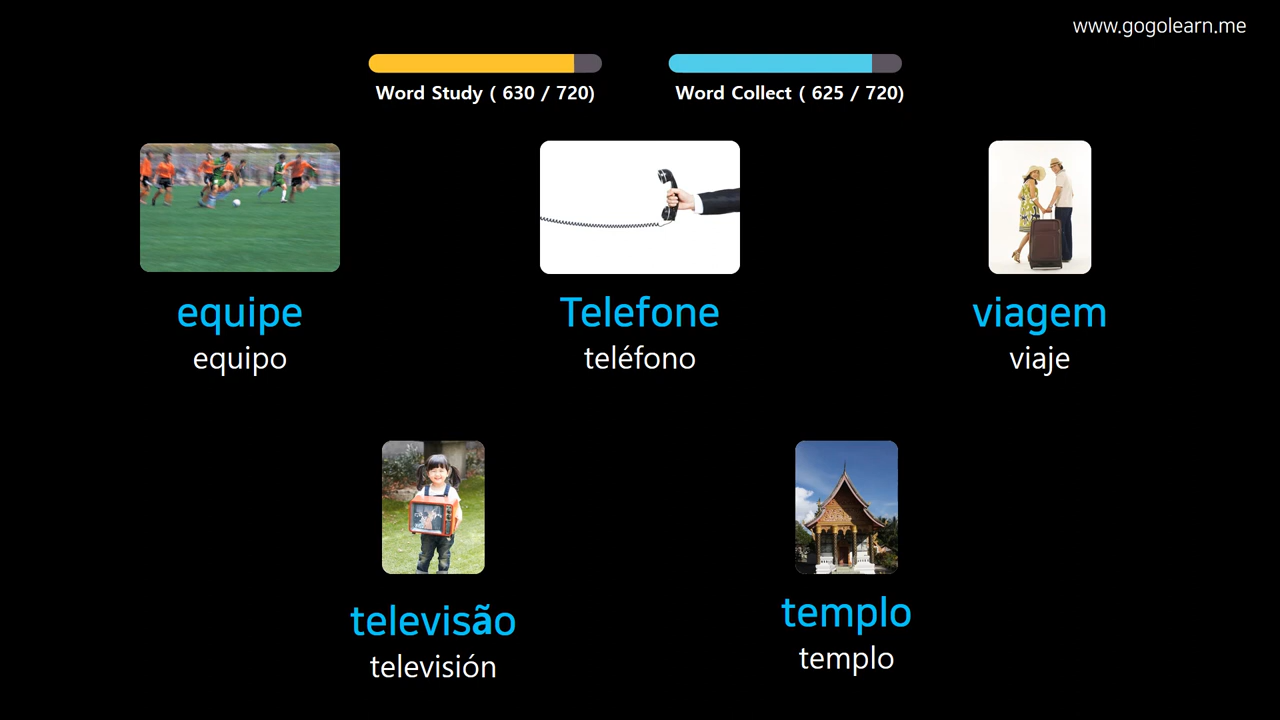 www.gogolearn.me
Word Study ( 630 / 720)
Word Collect ( 625 / 720)
equipe
equipo
Telefone
teléfono
viagem
viaje
televisão
televisión
templo
templo